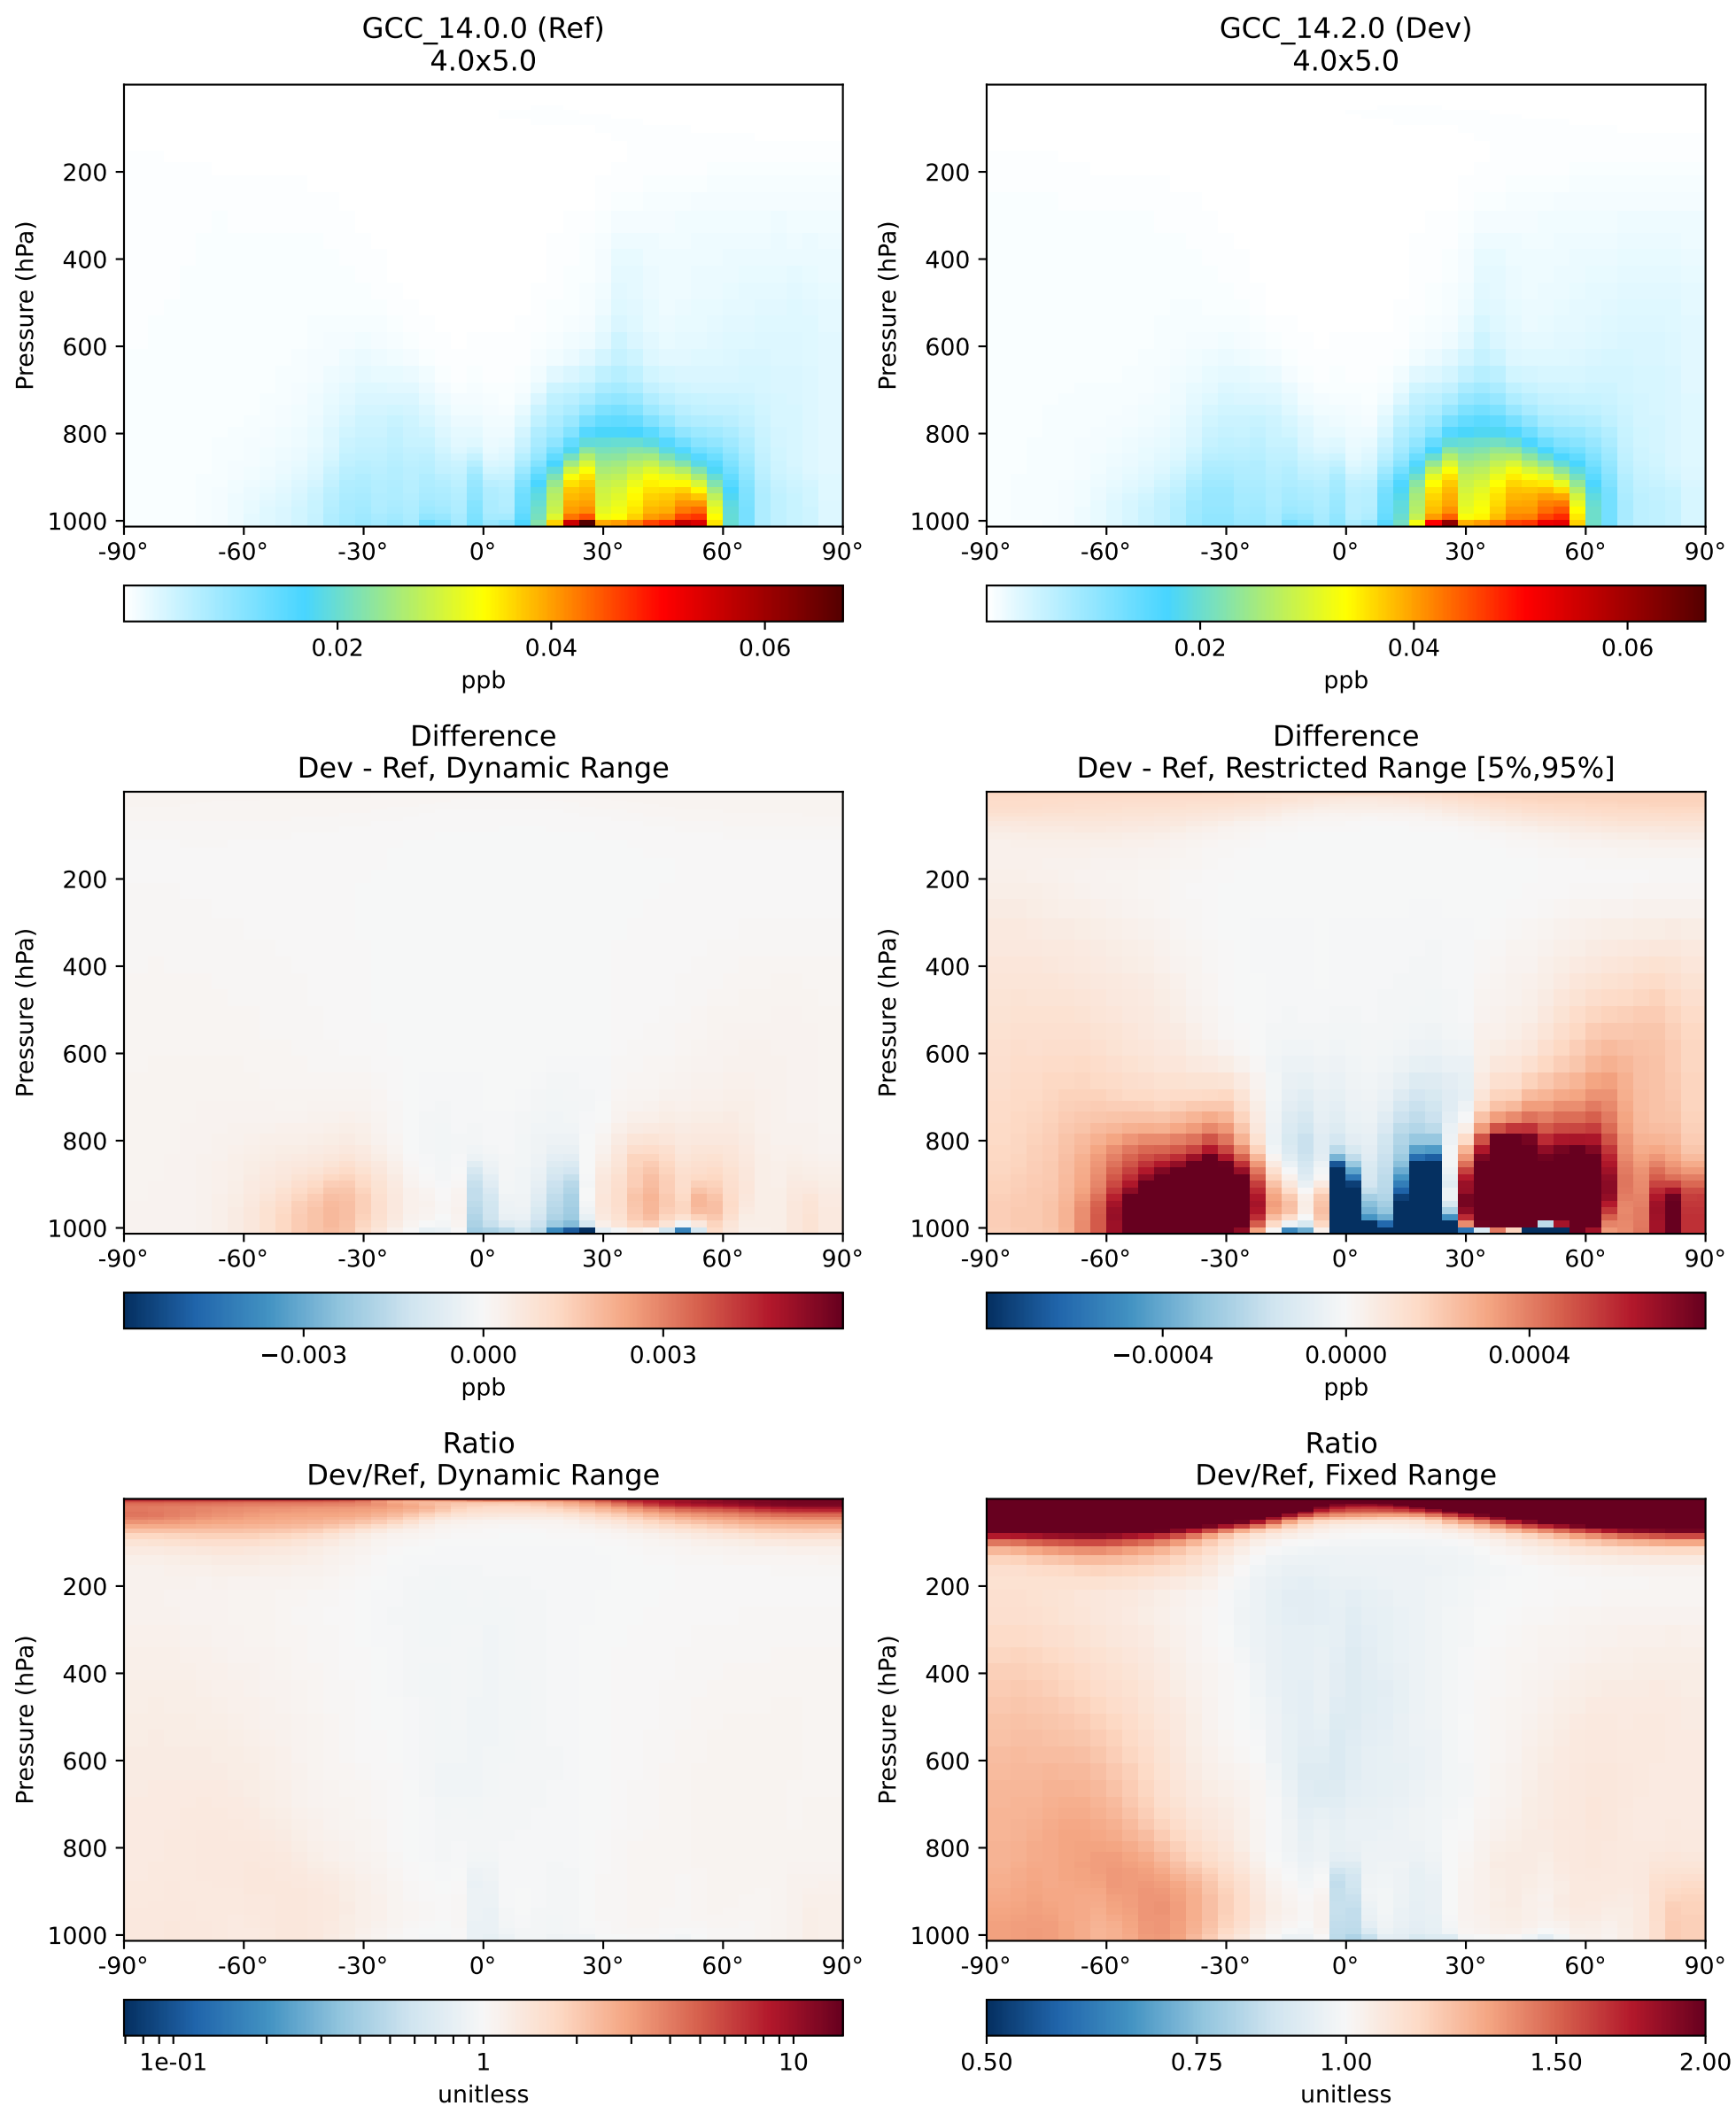 GCC_14.0.0 (Ref)
4.0x5.0
Pressure (hPa)
200
400
600
800
1000
-90° -60° -30° 0° 30° 60° 90°
0.02 0.04 0.06
ppb
GCC_14.2.0 (Dev)
4.0x5.0
Pressure (hPa)
200
400
600
800
1000
-90° -60° -30° 0° 30° 60° 90°
0.02 0.04 0.06
ppb
Difference
Dev - Ref, Dynamic Range
Pressure (hPa)
200
400
600
800
1000
-90° -60° -30° 0° 30° 60° 90°
−0.003 0.000 0.003
ppb
Difference
Dev - Ref, Restricted Range [5%,95%]
Pressure (hPa)
200
400
600
800
1000
-90° -60° -30° 0° 30° 60° 90°
−0.0004 0.0000 0.0004
ppb
Ratio
Dev/Ref, Dynamic Range
Pressure (hPa)
200
400
600
800
1000
-90° -60° -30° 0° 30° 60° 90°
1e-01 1 10
unitless
Ratio
Dev/Ref, Fixed Range
Pressure (hPa)
200
400
600
800
1000
-90° -60° -30° 0° 30° 60° 90°
0.50 0.75 1.00 1.50 2.00
unitless